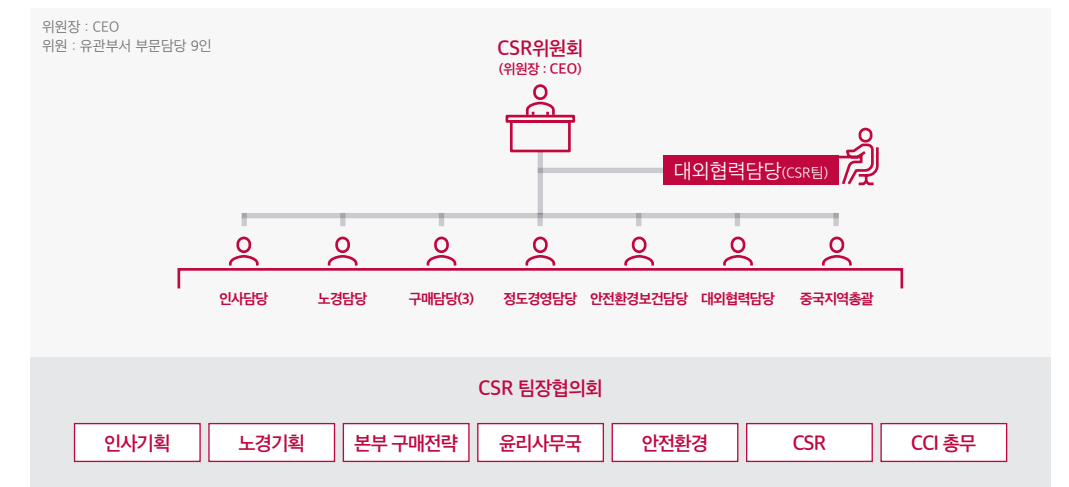 위원장 : CEO
위원 : 유관부서 부문담당 9인
CSR위원회
(위원장 : CEO)
대외협력담당(CSR팀)
인사담당 노경담당 구매담당(3) 정도경영담당 안전환경보건담당 대외협력담당 중국지역총괄
CSR 팀장협의회
인사기획 노경기획 본부 구매전략 윤리사무국 안전환경 CSR CCI 총무